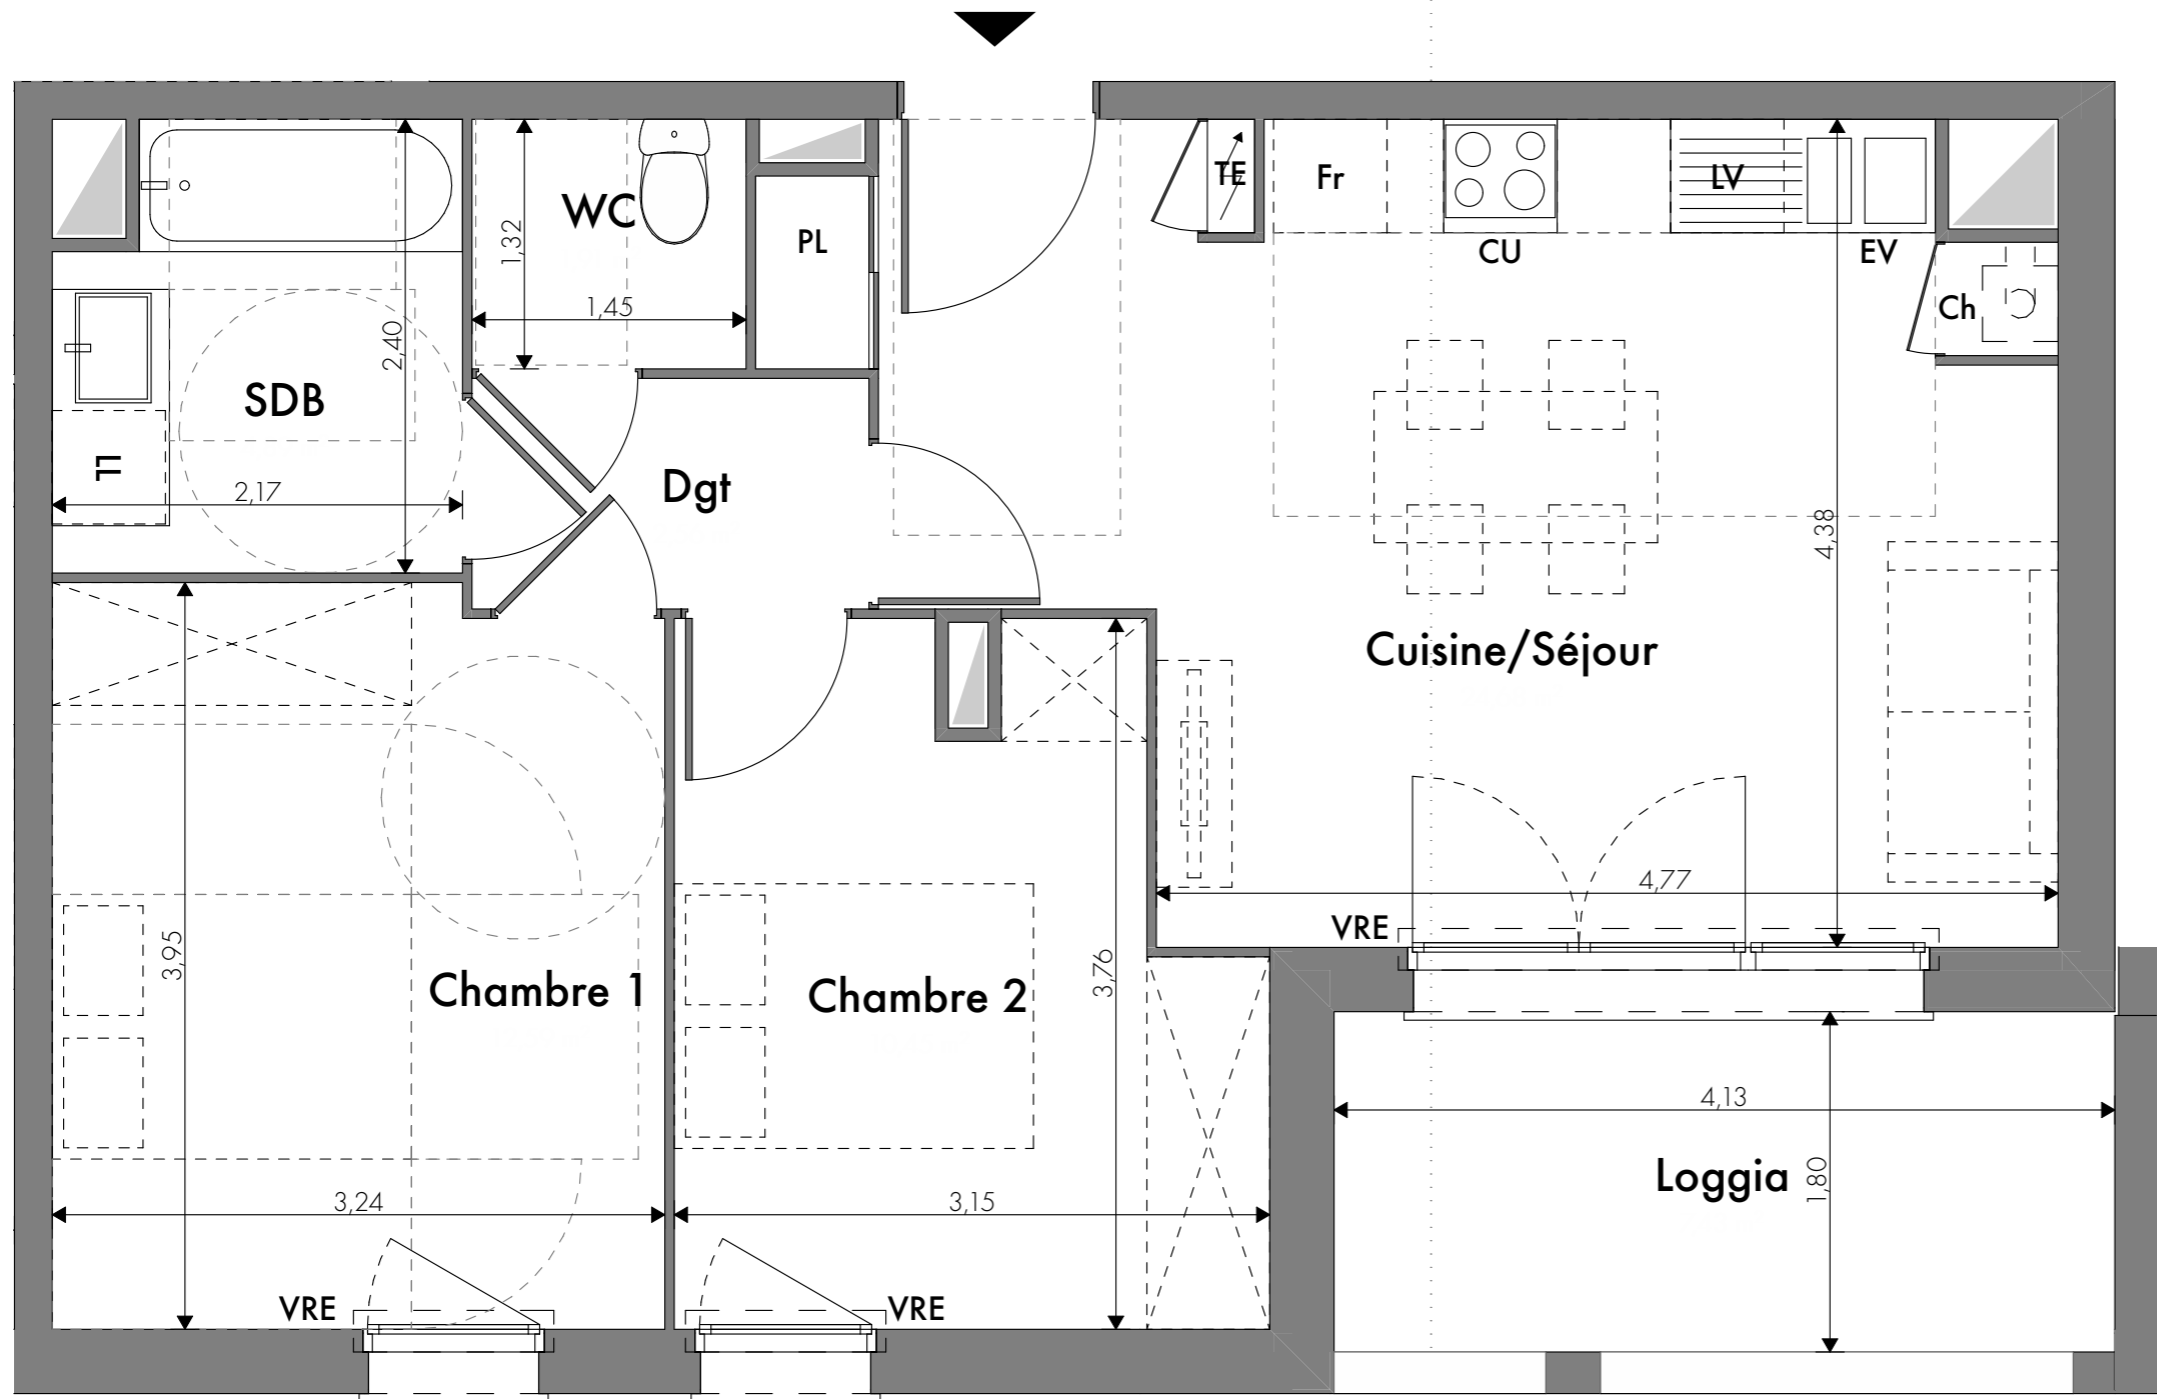 TE
Fr
LV
WC
PL
CU
EV
1,32
1,45
Ch
2,40
SDB
LL
2,17
Dgt
4,38
Cuisine/Séjour
4,77
VRE
3,95
3,76
Chambre 1
Chambre 2
4,13
Loggia
1,80
3,24
3,15
VRE
VRE